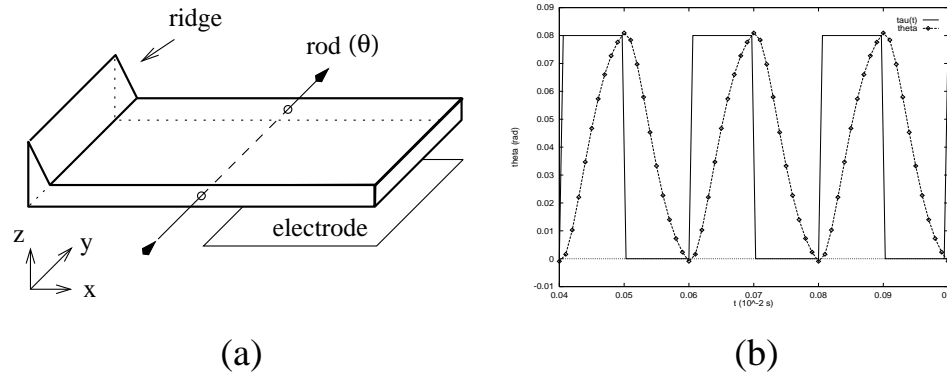 ridge
rod (θ)
electrode
z
y
x
(a)
0.09
0.08
0.07
0.06
0.05
0.04
0.03
0.02
0.01
0
-0.01
theta (rad)
tau(t)
theta
0.04
0.05
0.06
0.07
0.08
0.09
0
t (10^-2 s)
(b)